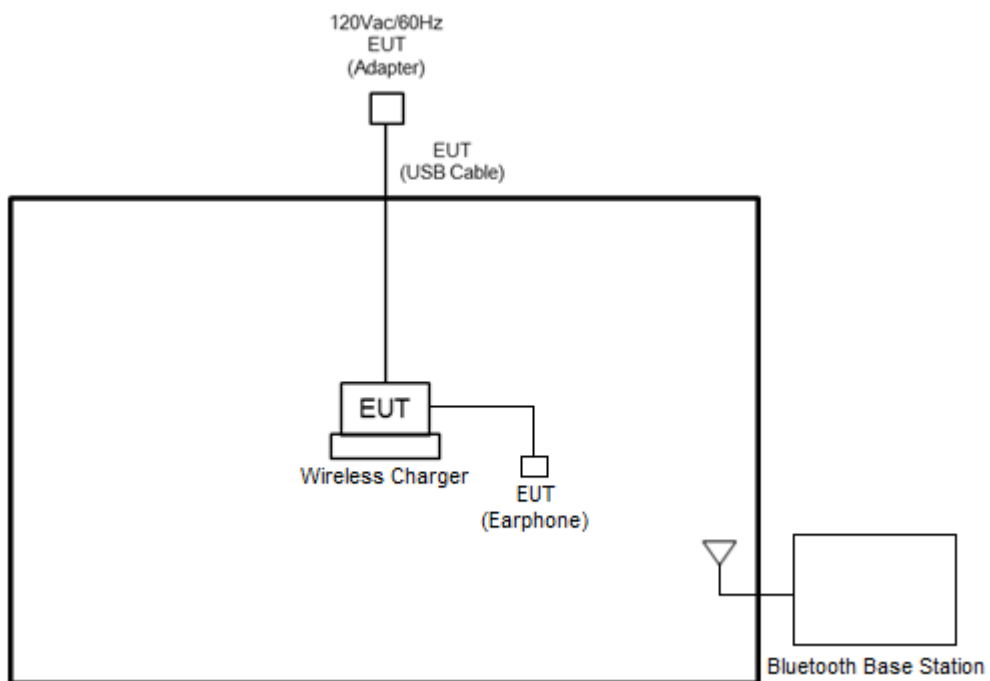 120Vac/60Hz
EUT
(Adapter)
EUT
(USB Cable)
EUT
Wireless Charger
EUT
(Earphone)
Bluetooth Base Station